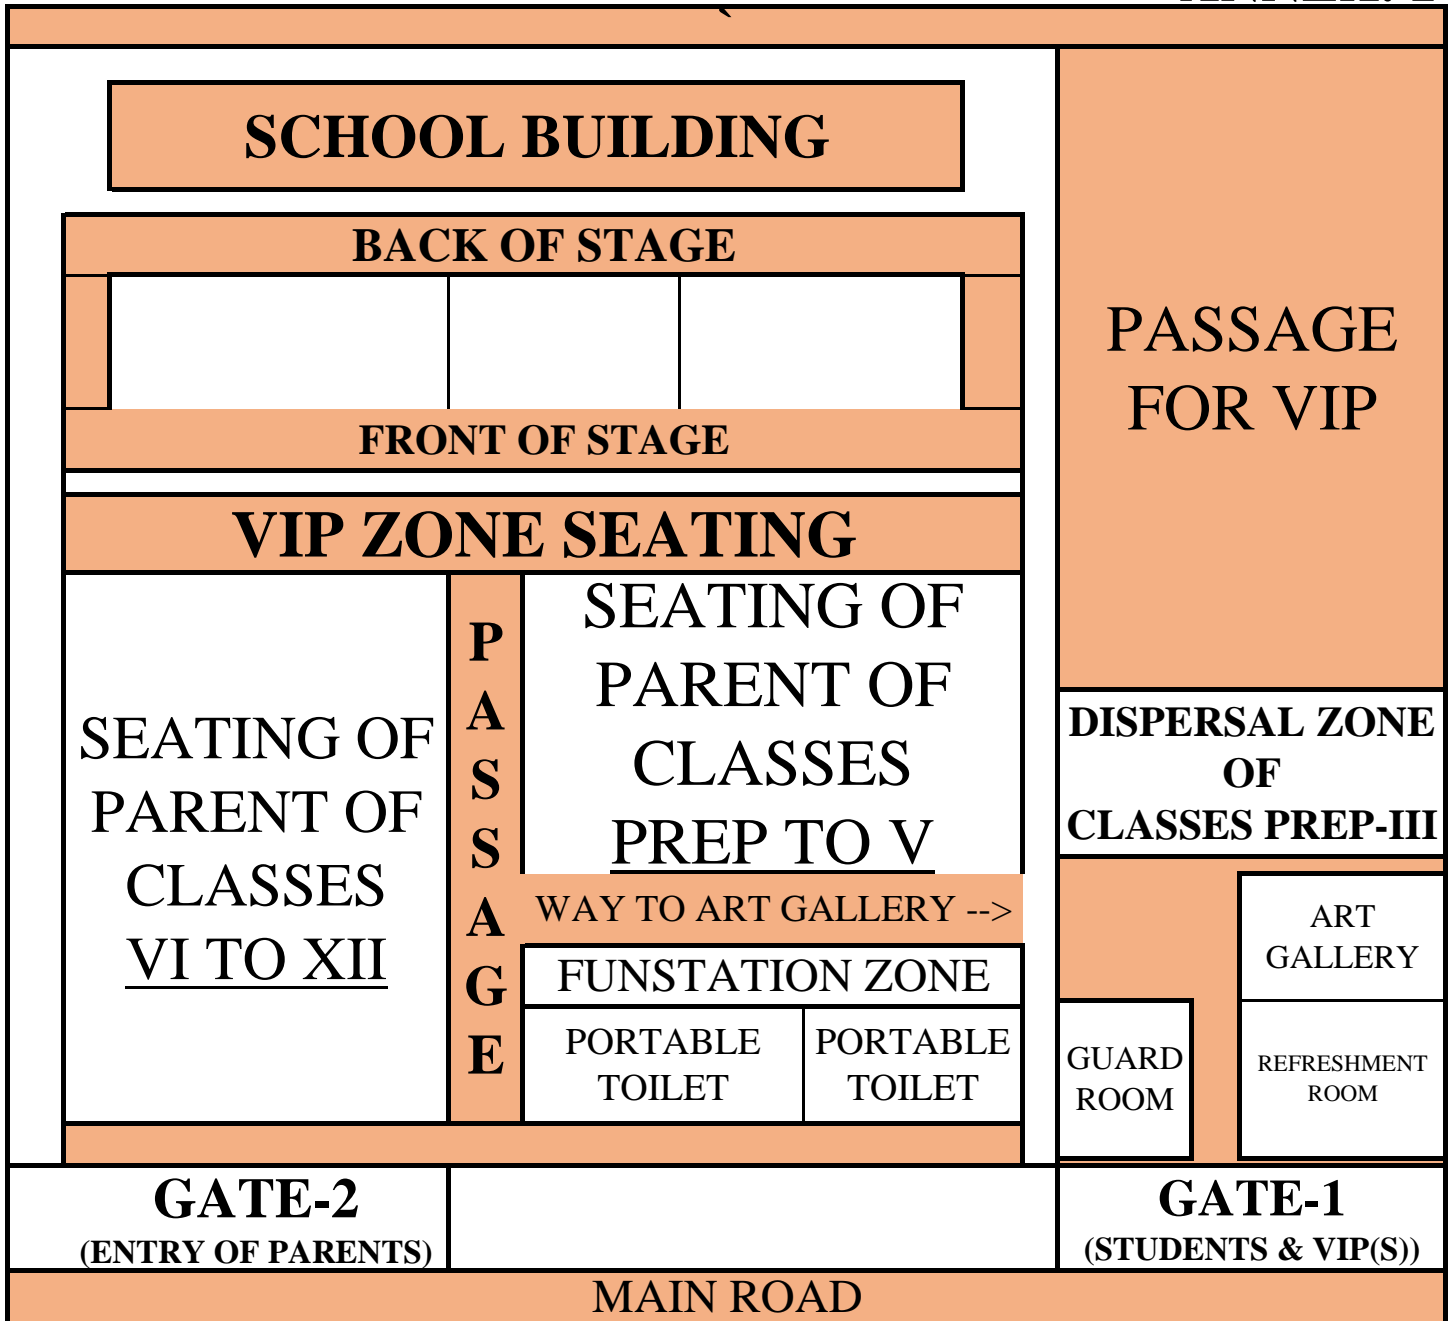 SCHOOL BUILDING
BACK OF STAGE
FRONT OF STAGE
PASSAGE
FOR VIP
VIP ZONE SEATING
SEATING OF
PARENT OF
CLASSES
VI TO XII
PASSAGE
SEATING OF
PARENT OF
CLASSES
PREP TO V
WAY TO ART GALLERY -->
FUNSTATION ZONE
PORTABLE
TOILET
PORTABLE
TOILET
DISPERSAL ZONE
OF
CLASSES PREP-III
ART
GALLERY
GUARD
ROOM
REFRESHMENT
ROOM
GATE-2
(ENTRY OF PARENTS)
GATE-1
(STUDENTS & VIP(S))
MAIN ROAD